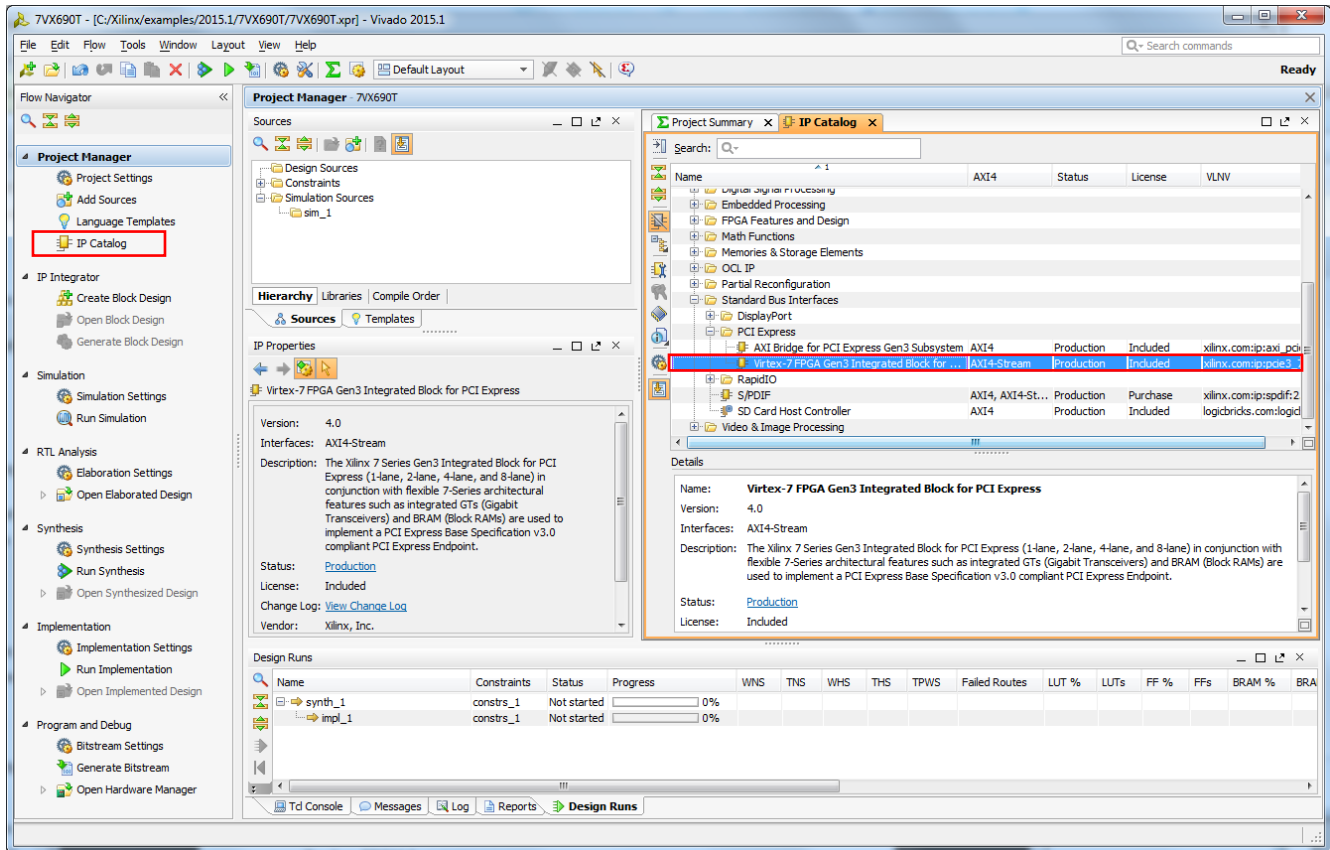 7VX690T - [C:/Xilinx/examples/2015.1/7VX690T/7VX690T.xpr] - Vivado 2015.1
File Edit Flow Tools Window Layout View Help
Search commands
Default Layout
Ready
Flow Navigator
Project Manager
Project Settings
Add Sources
Language Templates
IP Catalog
IP Integrator
Create Block Design
Open Block Design
Generate Block Design
Simulation
Simulation Settings
Run Simulation
RTL Analysis
Elaboration Settings
Open Elaborated Design
Synthesis
Synthesis Settings
Run Synthesis
Open Synthesized Design
Implementation
Implementation Settings
Run Implementation
Open Implemented Design
Program and Debug
Bitstream Settings
Generate Bitstream
Open Hardware Manager
Project Manager - 7VX690T
Sources
Design Sources
Constraints
Simulation Sources
sim_1
Hierarchy Libraries Compile Order
Sources Templates
IP Properties
Virtex-7 FPGA Gen3 Integrated Block for PCI Express
Version: 4.0
Interfaces: AXI4-Stream
Description: The Xilinx 7 Series Gen3 Integrated Block for PCI
Express (1-lane, 2-lane, 4-lane, and 8-lane) in
conjunction with flexible 7-Series architectural
features such as integrated GTs (Gigabit
Transceivers) and BRAM (Block RAMs) are used to
implement a PCI Express Base Specification v3.0
compliant PCI Express Endpoint.
Status: Production
License: Included
Change Log: View Change Log
Vendor: Xilinx, Inc.
Project Summary IP Catalog
Search:
Name 1 AXI4 Status License VLNV
Digital Signal Processing
Embedded Processing
FPGA Features and Design
Math Functions
Memories & Storage Elements
OCL IP
Partial Reconfiguration
Standard Bus Interfaces
DisplayPort
PCI Express
AXI Bridge for PCI Express Gen3 Subsystem AXI4 Production Included xilinx.com:ip:axi_pcie
Virtex-7 FPGA Gen3 Integrated Block for ... AXI4-Stream Production Included xilinx.com:ip:pcie3_7
RapidIO
S/PDIF AXI4, AXI4-St... Production Purchase xilinx.com:ip:spdif:2
SD Card Host Controller AXI4 Production Included logicbricks.com:logicl
Video & Image Processing
Details
Name: Virtex-7 FPGA Gen3 Integrated Block for PCI Express
Version: 4.0
Interfaces: AXI4-Stream
Description: The Xilinx 7 Series Gen3 Integrated Block for PCI Express (1-lane, 2-lane, 4-lane, and 8-lane) in conjunction with
flexible 7-Series architectural features such as integrated GTs (Gigabit Transceivers) and BRAM (Block RAMs) are
used to implement a PCI Express Base Specification v3.0 compliant PCI Express Endpoint.
Status: Production
License: Included
Design Runs
Name Constraints Status Progress WNS TNS WHS THS TPWS Failed Routes LUT % LUTs FF % FFs BRAM % BRA
synth_1 constrs_1 Not started 0%
impl_1 constrs_1 Not started 0%
Tcl Console Messages Log Reports Design Runs